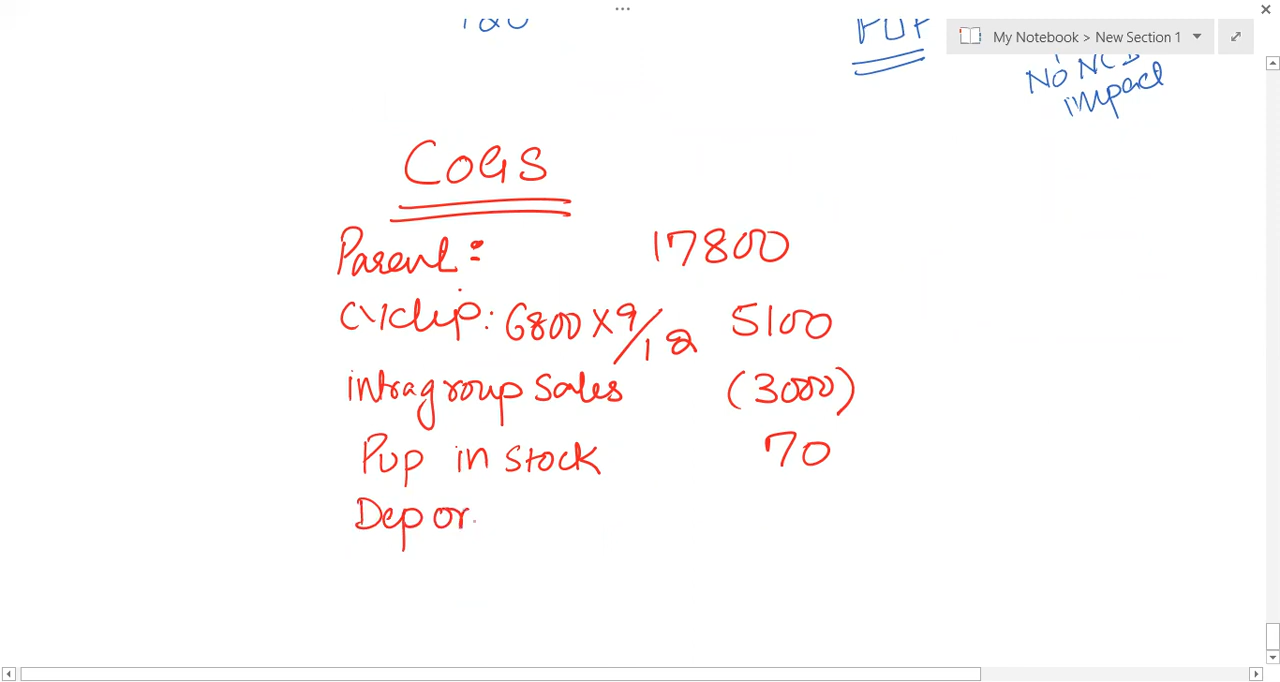 PUP
My Notebook > New Section 1
No NCI
impact
COGS
Parent: 17800
Cyclip: 6800 x 9/12 5100
intragroup sales (3000)
Pup in stock 70
Dep or